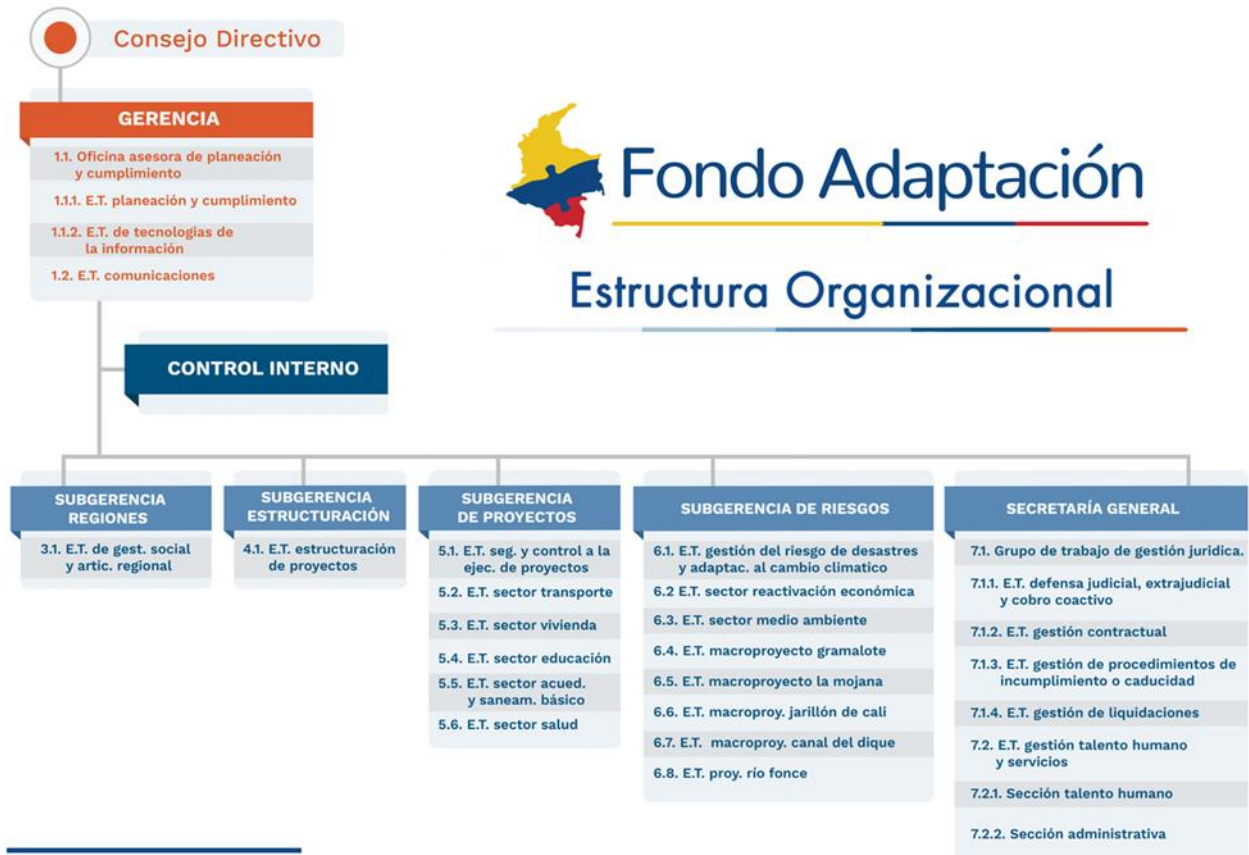 Consejo Directivo
GERENCIA
1.1. Oficina asesora de planeación
y cumplimiento
1.1.1. E.T. planeación y cumplimiento
1.1.2. E.T. de tecnologias de
la información
1.2. E.T. comunicaciones
Fondo Adaptación
Estructura Organizacional
CONTROL INTERNO
SUBGERENCIA
REGIONES
3.1. E.T. de gest. social
y artic. regional
SUBGERENCIA
ESTRUCTURACIÓN
4.1. E.T. estructuración
de proyectos
SUBGERENCIA
DE PROYECTOS
5.1. E.T. seg. y control a la
ejec. de proyectos
5.2. E.T. sector transporte
5.3. E.T. sector vivienda
5.4. E.T. sector educación
5.5. E.T. sector acued.
y saneam. básico
5.6. E.T. sector salud
SUBGERENCIA DE RIESGOS
6.1. E.T. gestión del riesgo de desastres
y adaptac. al cambio climatico
6.2 E.T. sector reactivación económica
6.3. E.T. sector medio ambiente
6.4. E.T. macroproyecto gramalote
6.5. E.T. macroproyecto la mojana
6.6. E.T. macroproy. jarillón de cali
6.7. E.T. macroproy. canal del dique
6.8. E.T. proy. río fonce
SECRETARÍA GENERAL
7.1. Grupo de trabajo de gestión juridica.
7.1.1. E.T. defensa judicial, extrajudicial
y cobro coactivo
7.1.2. E.T. gestión contractual
7.1.3. E.T. gestión de procedimientos de
incumplimiento o caducidad
7.1.4. E.T. gestión de liquidaciones
7.2. E.T. gestión talento humano
y servicios
7.2.1. Sección talento humano
7.2.2. Sección administrativa